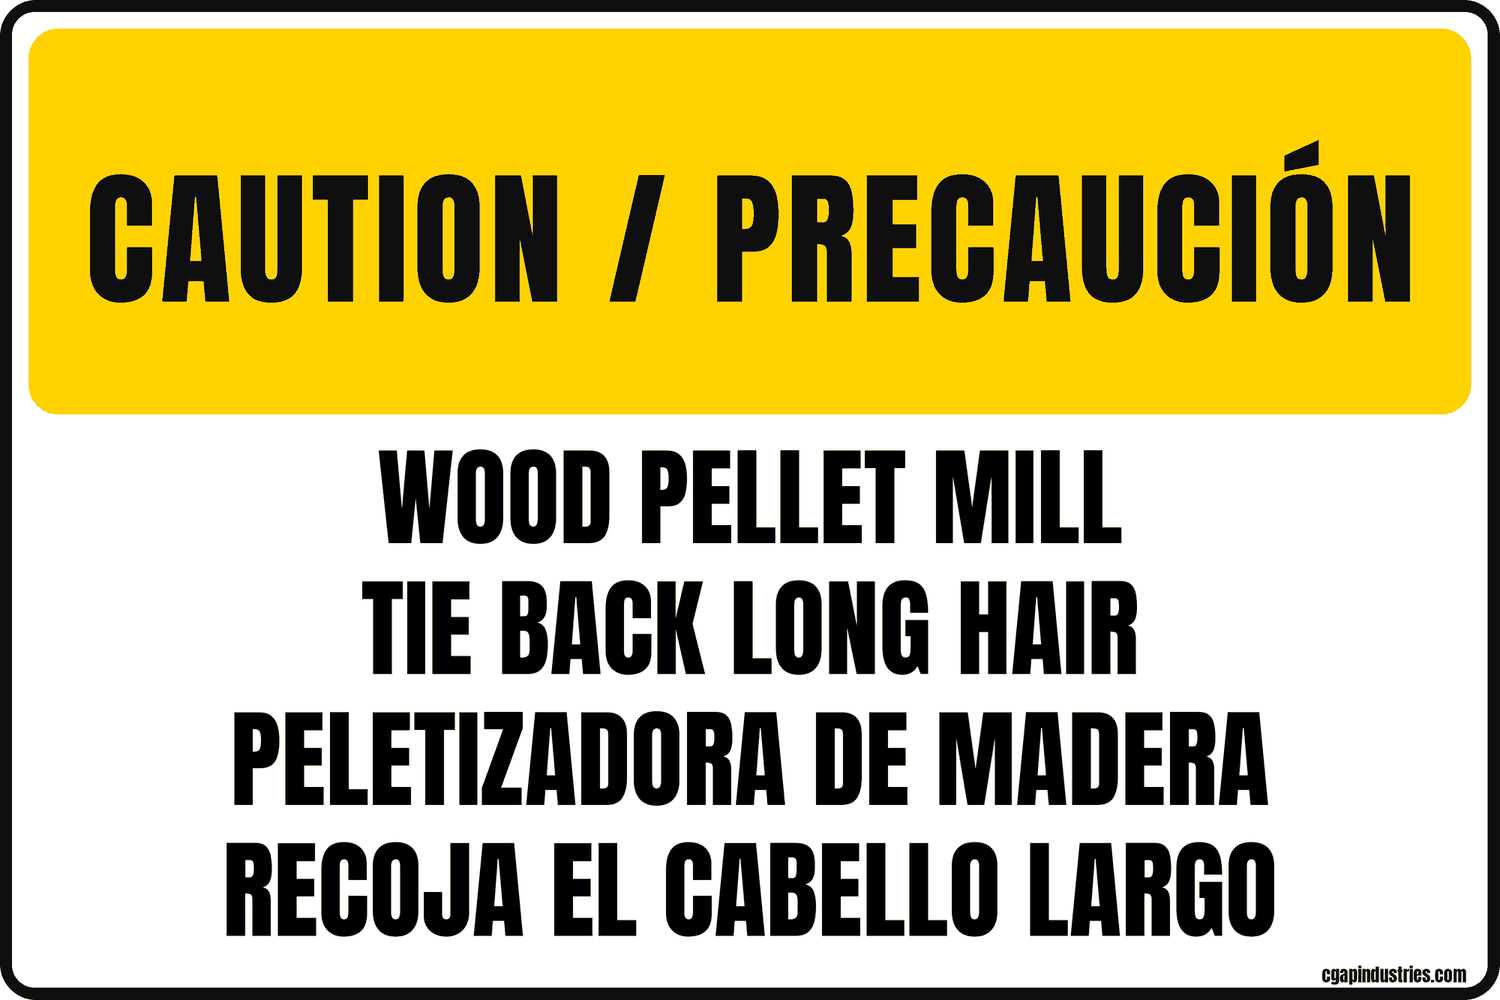 CAUTION / PRECAUCIÓN
WOOD PELLET MILL
TIE BACK LONG HAIR
PELETIZADORA DE MADERA
RECOJA EL CABELLO LARGO
cgapindustries.com